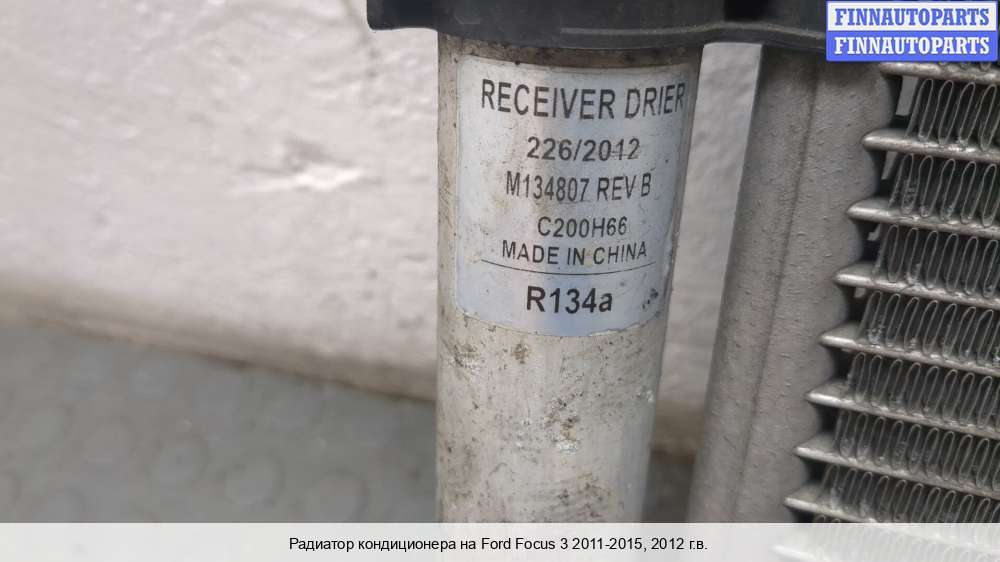 FINNAUTOPARTS
FINNAUTOPARTS
RECEIVER DRIER
226/2012
M134807 REV B
C200H66
MADE IN CHINA
R134a
Радиатор кондиционера на Ford Focus 3 2011-2015, 2012 г.в.